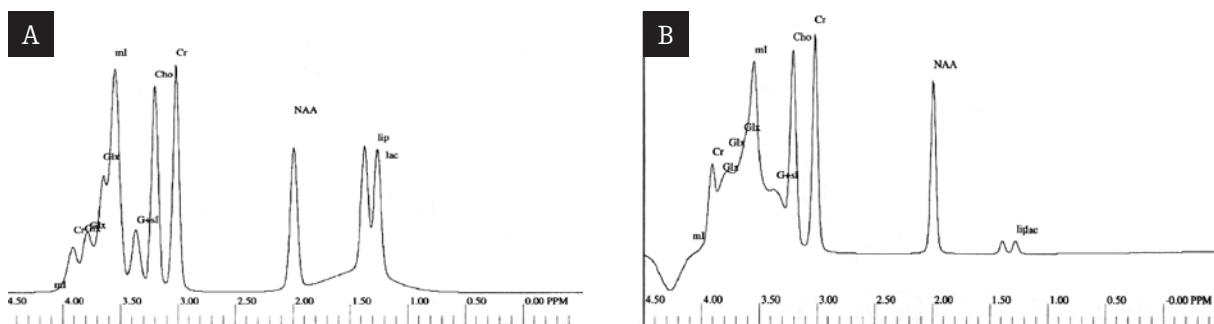 A
mI
Cr
Cho
NAA
lip
lac
Glx
G+sI
Cr
Glx
mI
4.50 4.00 3.50 3.00 2.50 2.00 1.50 1.00 0.50 0.00 PPM
B
Cr
Cho
mI
NAA
Glx
Glx
Cr
Glx
G+sI
mI
lac
4.50 4.00 3.50 3.00 2.50 2.00 1.50 1.00 0.50 -0.00 PPM